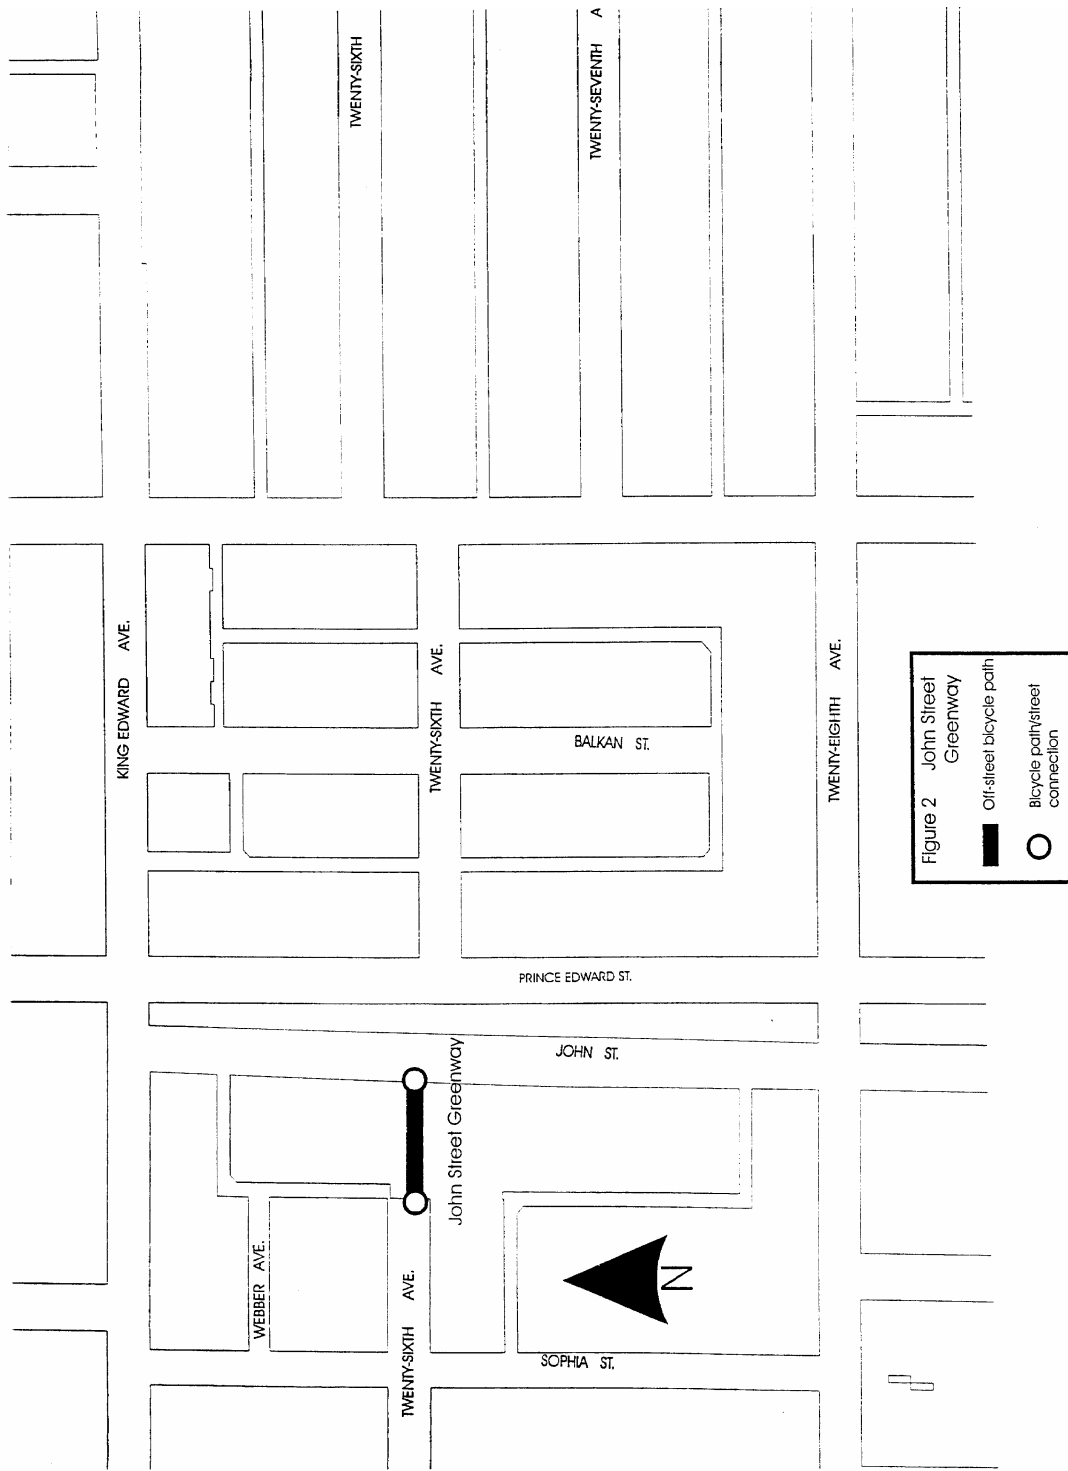 TWENTY-SIXTH
TWENTY-SEVENTH A
KING EDWARD AVE.
TWENTY-SIXTH AVE.
BALKAN ST.
TWENTY-EIGHTH AVE.
PRINCE EDWARD ST.
JOHN ST.
John Street Greenway
WEBBER AVE.
TWENTY-SIXTH AVE.
SOPHIA ST.
N
Figure 2 John Street
Greenway
Off-street bicycle path
Bicycle path/street
connection